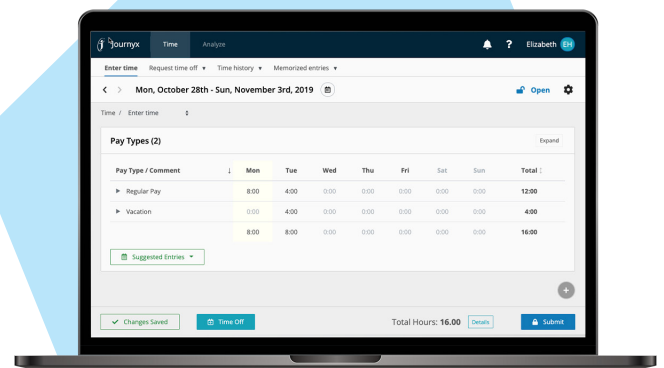 Journyx Time Analyze ? Elizabeth EH
Enter time Request time off Time history Memorized entries
Mon, October 28th - Sun, November 3rd, 2019 Open
Time / Enter time
Pay Types (2) Expand
Pay Type / Comment Mon Tue Wed Thu Fri Sat Sun Total
Regular Pay 8:00 4:00 0:00 0:00 0:00 0:00 0:00 12:00
Vacation 0:00 4:00 0:00 0:00 0:00 0:00 0:00 4:00
8:00 8:00 0:00 0:00 0:00 0:00 0:00 16:00
Suggested Entries
+
Changes Saved Time Off Total Hours: 16.00 Details Submit